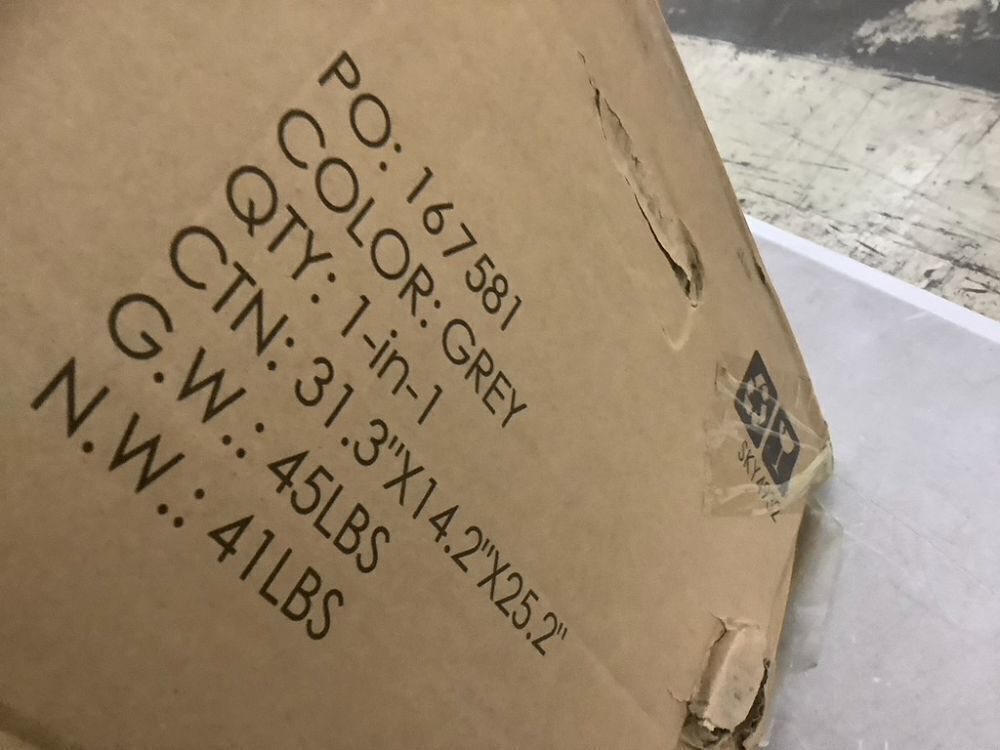 PO: 167581
COLOR: GREY
QTY: 1-in-1
CTN: 31.3"X14.2"X25.2"
G.W.: 45LBS
N.W.: 41LBS